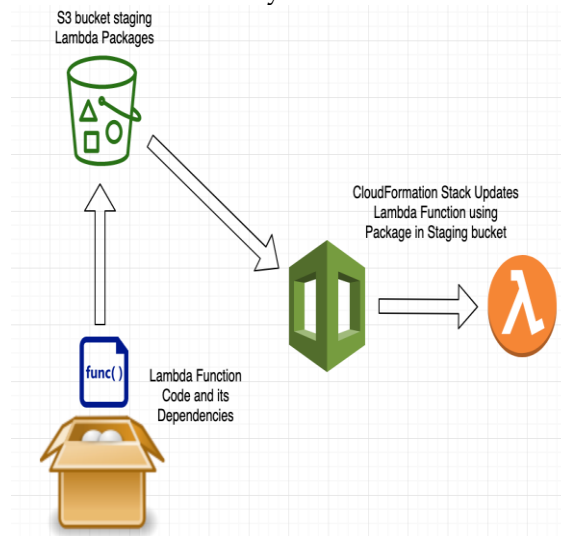 S3 bucket staging
Lambda Packages
CloudFormation Stack Updates
Lambda Function using
Package in Staging bucket
λ
func( )
Lambda Function
Code and its
Dependencies